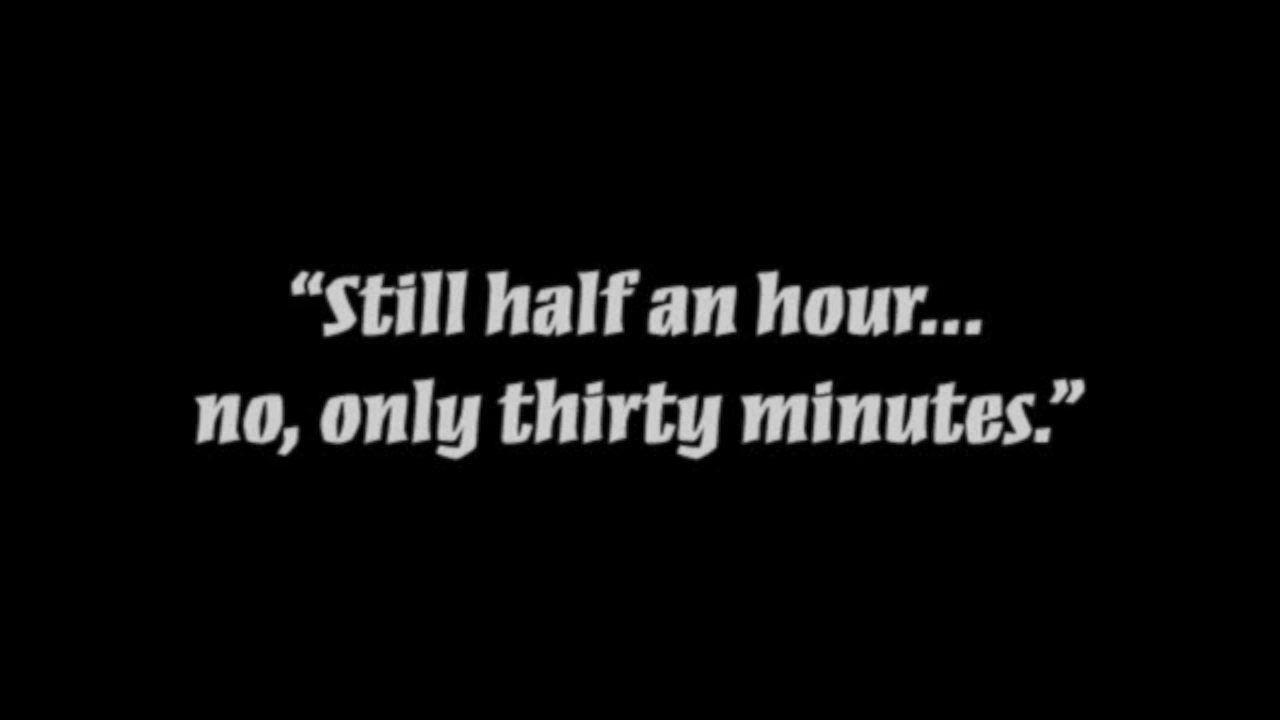 “Still half an hour...
no, only thirty minutes.”